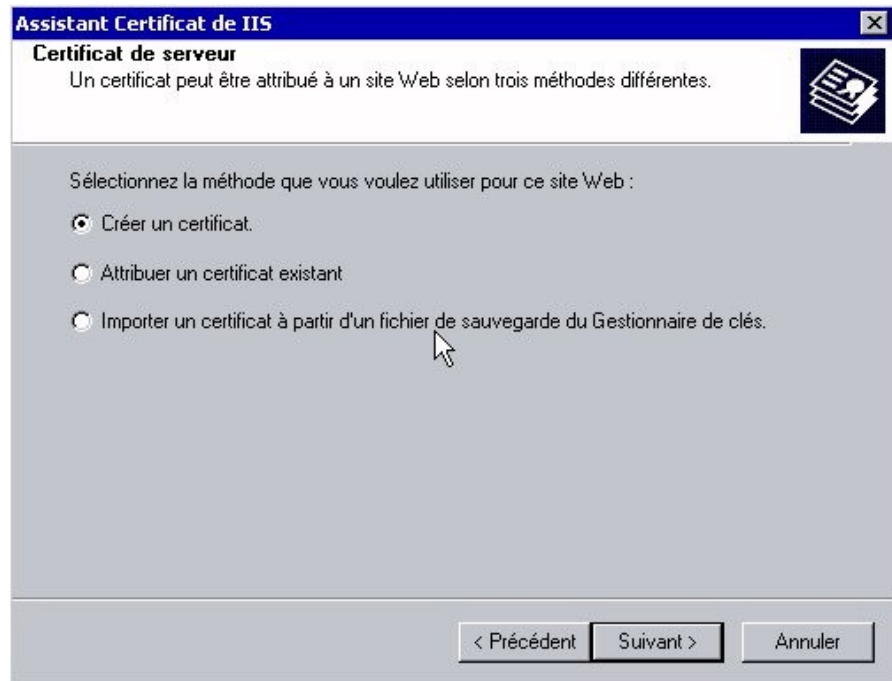 Assistant Certificat de IIS
Certificat de serveur
Un certificat peut être attribué à un site Web selon trois méthodes différentes.
Sélectionnez la méthode que vous voulez utiliser pour ce site Web :
Créer un certificat.
Attribuer un certificat existant
Importer un certificat à partir d'un fichier de sauvegarde du Gestionnaire de clés.
< Précédent Suivant > Annuler